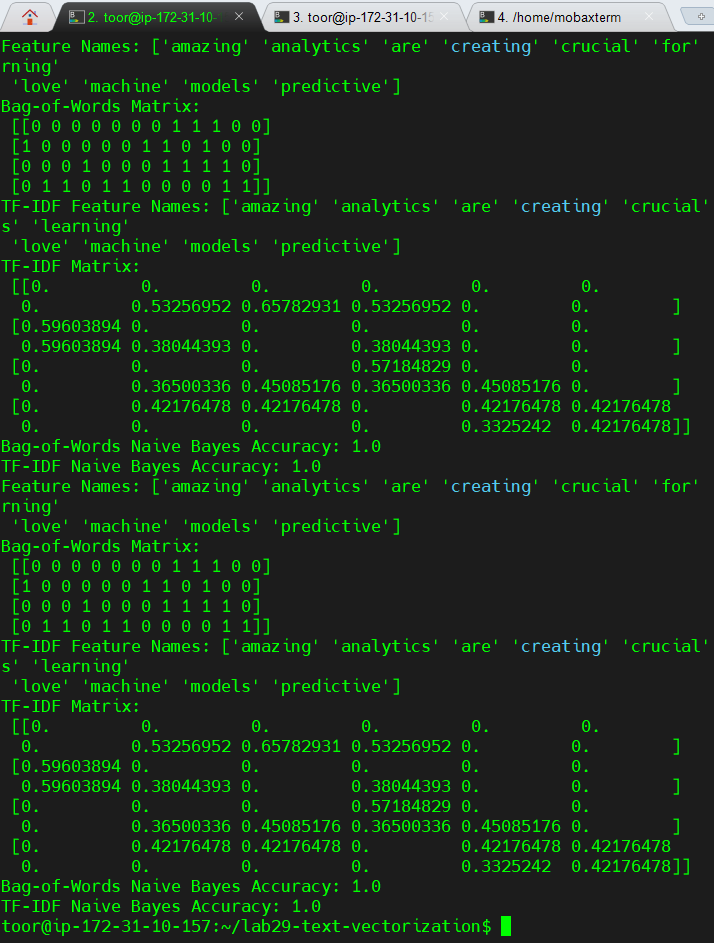 2. toor@ip-172-31-10- 3. toor@ip-172-31-10-15 4. /home/mobaxterm
Feature Names: ['amazing' 'analytics' 'are' 'creating' 'crucial' 'for'
rning'
 'love' 'machine' 'models' 'predictive']
Bag-of-Words Matrix:
 [[0 0 0 0 0 0 0 1 1 1 0 0]
 [1 0 0 0 0 0 1 1 0 1 0 0]
 [0 0 0 1 0 0 0 1 1 1 1 0]
 [0 1 1 0 1 1 0 0 0 0 1 1]]
TF-IDF Feature Names: ['amazing' 'analytics' 'are' 'creating' 'crucial'
s' 'learning'
 'love' 'machine' 'models' 'predictive']
TF-IDF Matrix:
 [[0.         0.         0.         0.         0.         0.
  0.         0.53256952 0.65782931 0.53256952 0.         0.        ]
 [0.59603894 0.         0.         0.         0.         0.
  0.59603894 0.38044393 0.         0.38044393 0.         0.        ]
 [0.         0.         0.         0.57184829 0.         0.
  0.         0.36500336 0.45085176 0.36500336 0.45085176 0.        ]
 [0.         0.42176478 0.42176478 0.         0.42176478 0.42176478
  0.         0.         0.         0.         0.3325242  0.42176478]]
Bag-of-Words Naive Bayes Accuracy: 1.0
TF-IDF Naive Bayes Accuracy: 1.0
Feature Names: ['amazing' 'analytics' 'are' 'creating' 'crucial' 'for'
rning'
 'love' 'machine' 'models' 'predictive']
Bag-of-Words Matrix:
 [[0 0 0 0 0 0 0 1 1 1 0 0]
 [1 0 0 0 0 0 1 1 0 1 0 0]
 [0 0 0 1 0 0 0 1 1 1 1 0]
 [0 1 1 0 1 1 0 0 0 0 1 1]]
TF-IDF Feature Names: ['amazing' 'analytics' 'are' 'creating' 'crucial'
s' 'learning'
 'love' 'machine' 'models' 'predictive']
TF-IDF Matrix:
 [[0.         0.         0.         0.         0.         0.
  0.         0.53256952 0.65782931 0.53256952 0.         0.        ]
 [0.59603894 0.         0.         0.         0.         0.
  0.59603894 0.38044393 0.         0.38044393 0.         0.        ]
 [0.         0.         0.         0.57184829 0.         0.
  0.         0.36500336 0.45085176 0.36500336 0.45085176 0.        ]
 [0.         0.42176478 0.42176478 0.         0.42176478 0.42176478
  0.         0.         0.         0.         0.3325242  0.42176478]]
Bag-of-Words Naive Bayes Accuracy: 1.0
TF-IDF Naive Bayes Accuracy: 1.0
toor@ip-172-31-10-157:~/lab29-text-vectorization$